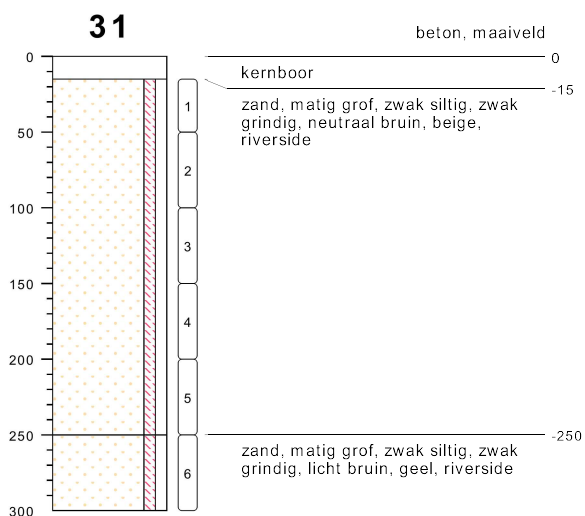 31
beton, maaiveld
0
0
kernboor
-15
1
zand, matig grof, zwak siltig, zwak
grindig, neutraal bruin, beige,
riverside
50
2
100
3
150
4
200
5
250
-250
6
zand, matig grof, zwak siltig, zwak
grindig, licht bruin, geel, riverside
300